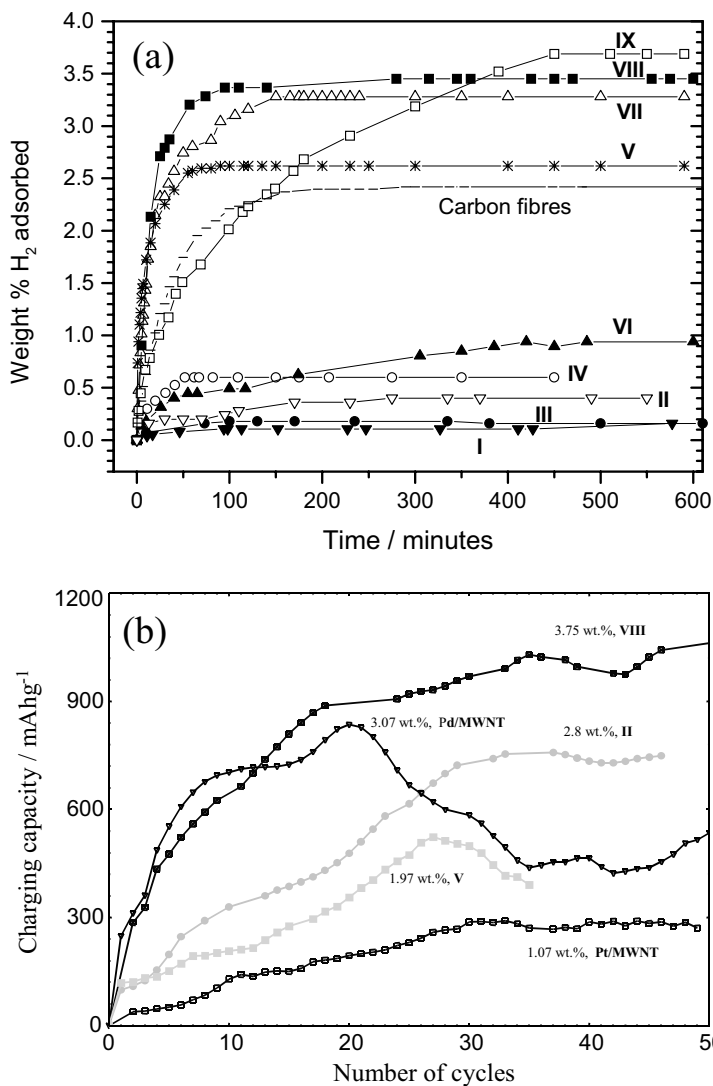 (a)
4.0
3.5
3.0
2.5
2.0
1.5
1.0
0.5
0.0
Weight % H₂ adsorbed
IX
VIII
VII
V
Carbon fibres
VI
IV
II
III
I
0 100 200 300 400 500 600
Time / minutes
(b)
1200
900
600
300
0
Charging capacity / mAhg⁻¹
3.75 wt.%, VIII
3.07 wt.%, Pd/MWNT
2.8 wt.%, II
1.97 wt.%, V
1.07 wt.%, Pt/MWNT
0 10 20 30 40 50
Number of cycles